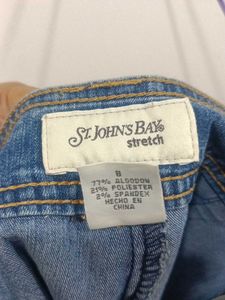 ST. JOHN'S BAY®
stretch
8
77% ALGODON
21% POLIESTER
2% SPANDEX
HECHO EN
CHINA